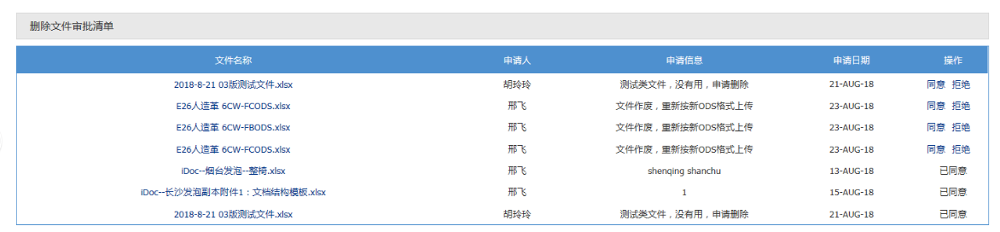 删除文件审批清单
文件名称 申请人 申请信息 申请日期 操作
2018-8-21 03版测试文件.xlsx 胡玲玲 测试类文件，没有用，申请删除 21-AUG-18 同意 拒绝
E26人造革 6CW-FCODS.xlsx 邢飞 文件作废，重新按新ODS格式上传 23-AUG-18 同意 拒绝
E26人造革 6CW-FBODS.xlsx 邢飞 文件作废，重新按新ODS格式上传 23-AUG-18 同意 拒绝
E26人造革 6CW-FCODS.xlsx 邢飞 文件作废，重新按新ODS格式上传 23-AUG-18 同意 拒绝
iDoc--烟台发泡--整椅.xlsx 邢飞 shenqing shanchu 13-AUG-18 已同意
iDoc--长沙发泡副本附件1：文档结构模板.xlsx 邢飞 1 15-AUG-18 已同意
2018-8-21 03版测试文件.xlsx 胡玲玲 测试类文件，没有用，申请删除 21-AUG-18 已同意